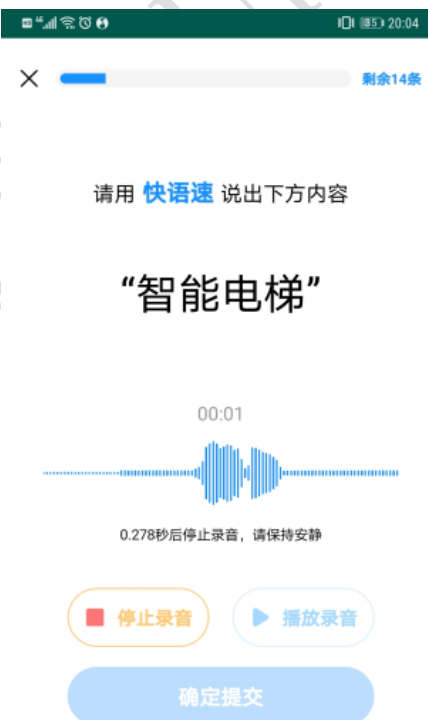 85 20:04
剩余14条
请用 快语速 说出下方内容
“智能电梯”
00:01
0.278秒后停止录音，请保持安静
停止录音 播放录音
确定提交